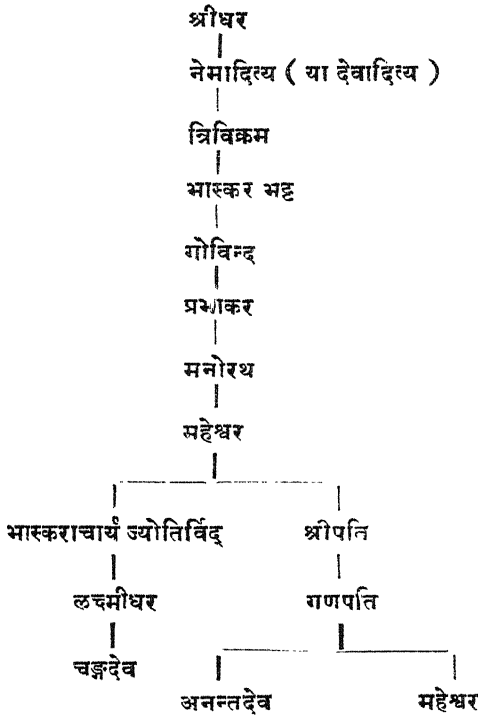 श्रीधर
नेमादित्य ( या देवादित्य )
त्रिविक्रम
भास्कर भट्ट
गोविन्द
प्रभाकर
मनोरथ
महेश्वर
भास्कराचार्य ज्योतिर्विद् श्रीपति
लक्ष्मीधर गणपति
चङ्गदेव
अनन्तदेव महेश्वर